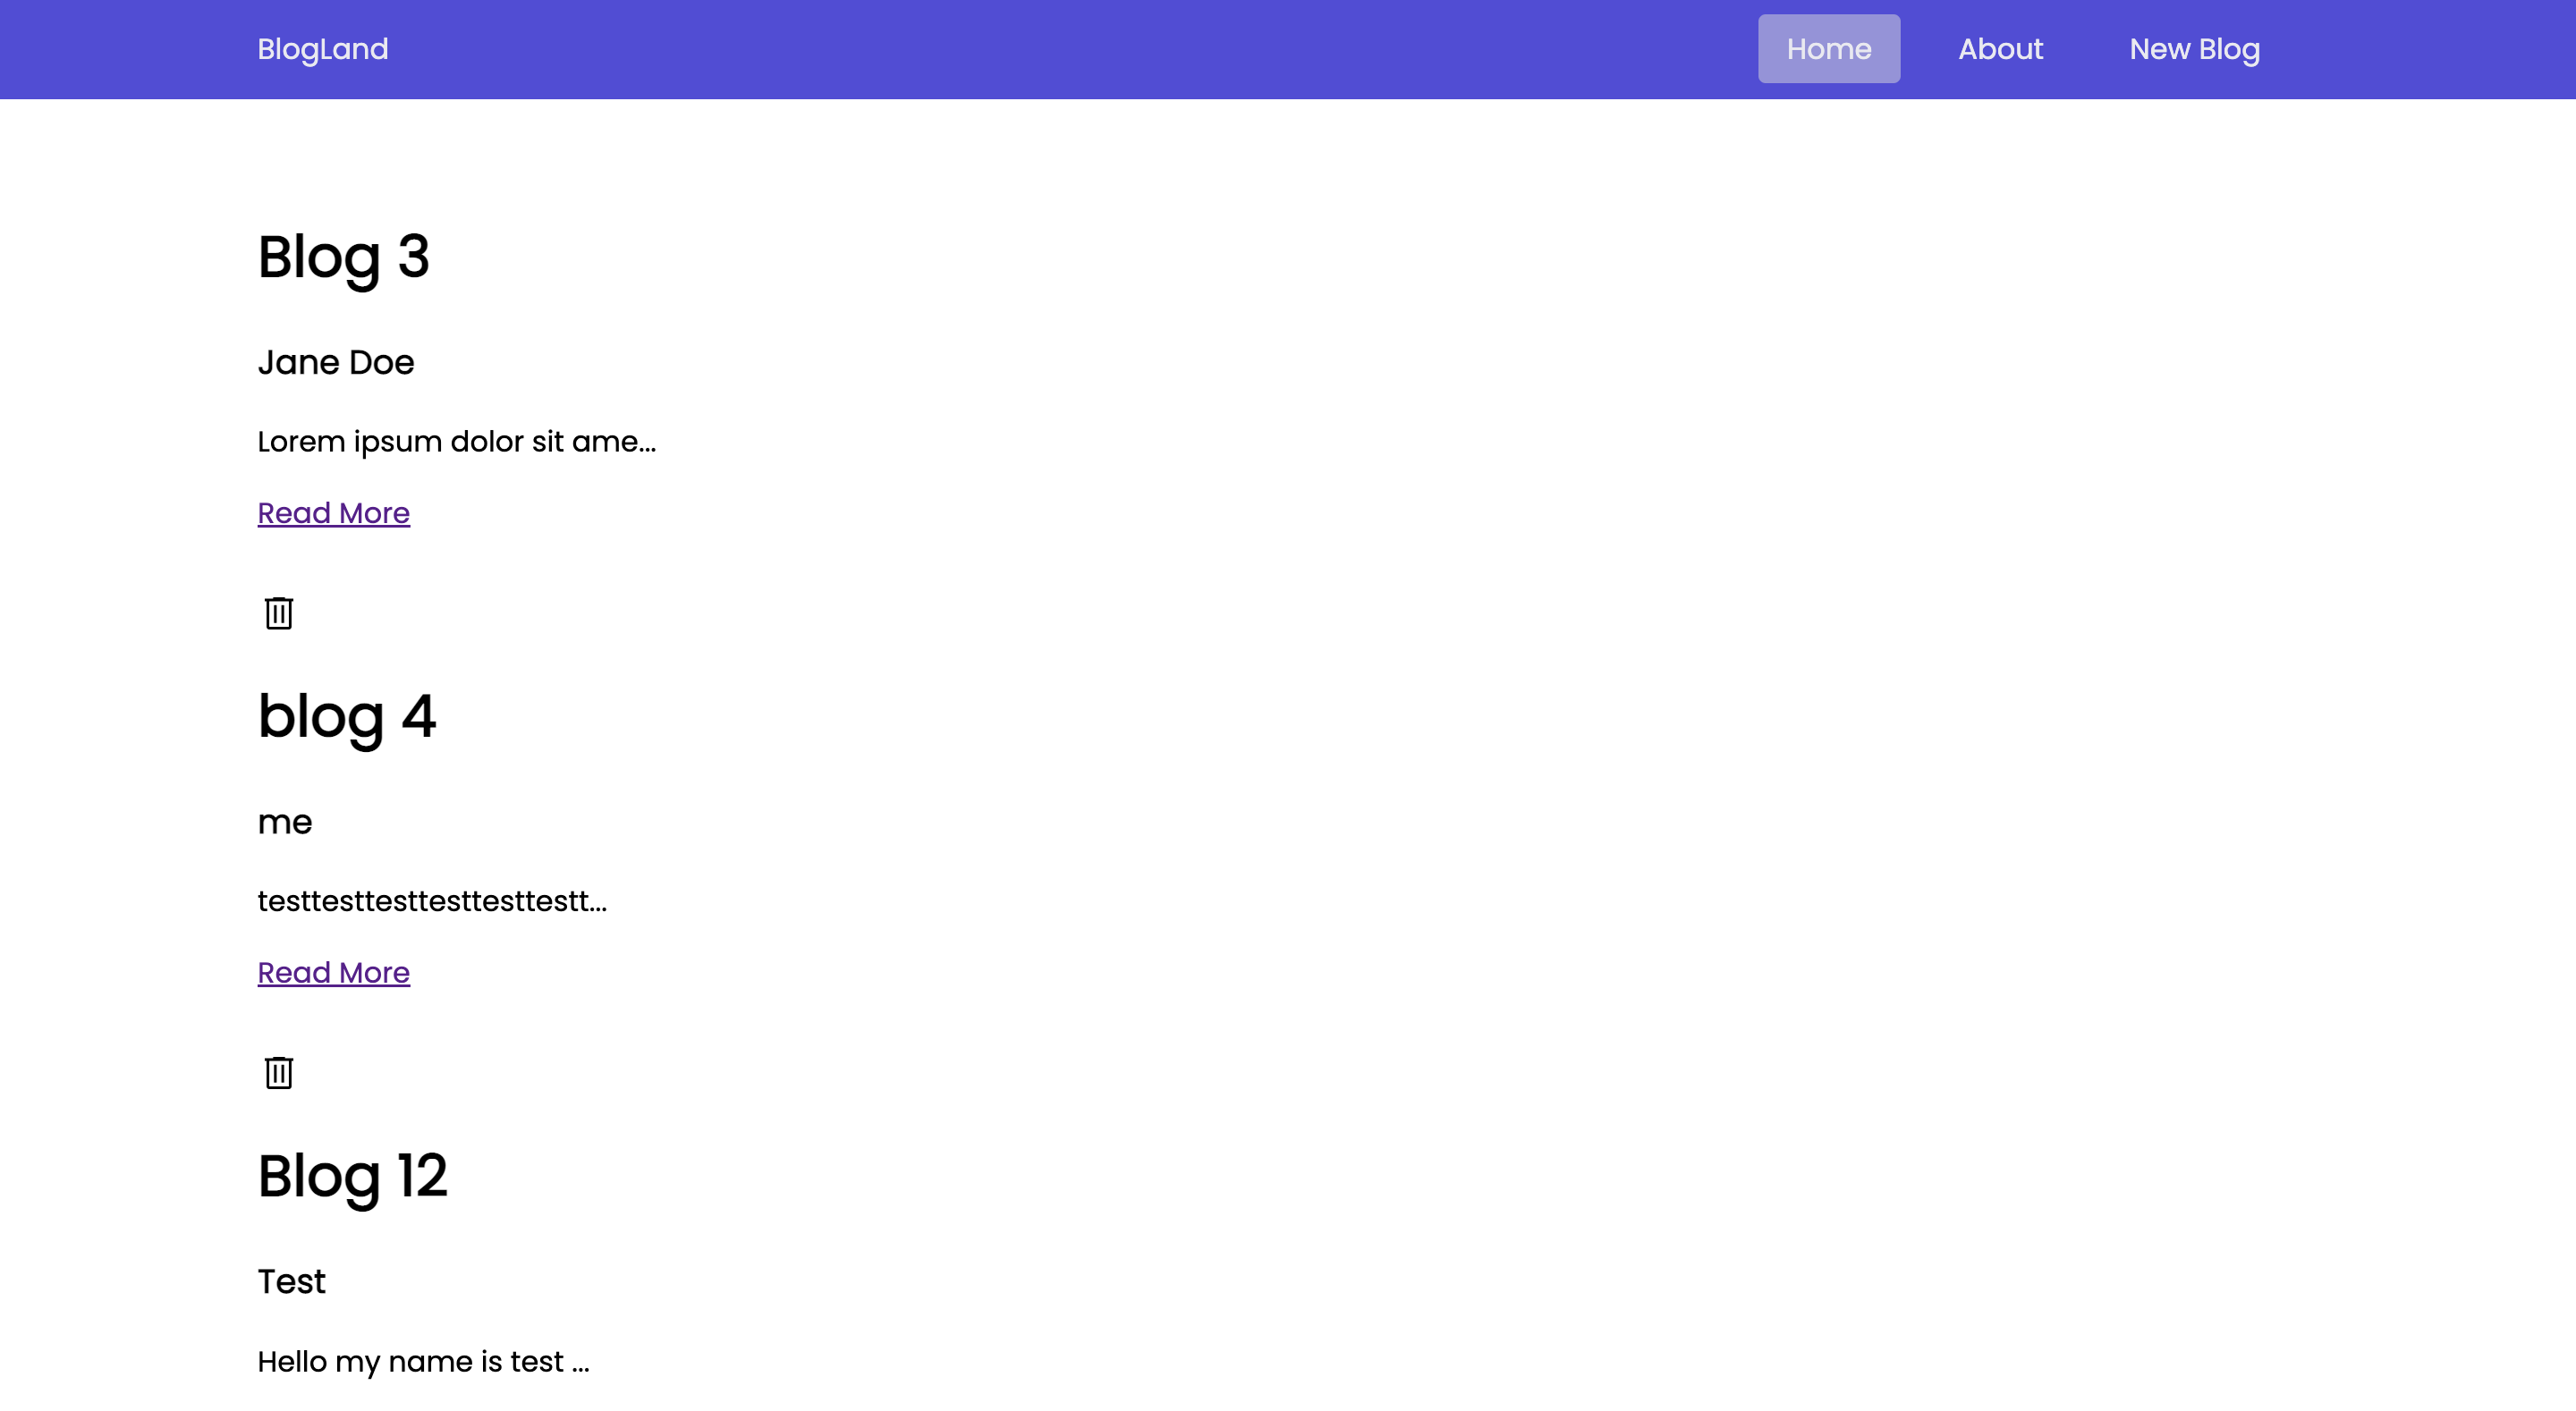 BlogLand Home About New Blog
Blog 3
Jane Doe
Lorem ipsum dolor sit ame...
Read More
blog 4
me
testtesttesttesttesttestt...
Read More
Blog 12
Test
Hello my name is test ...